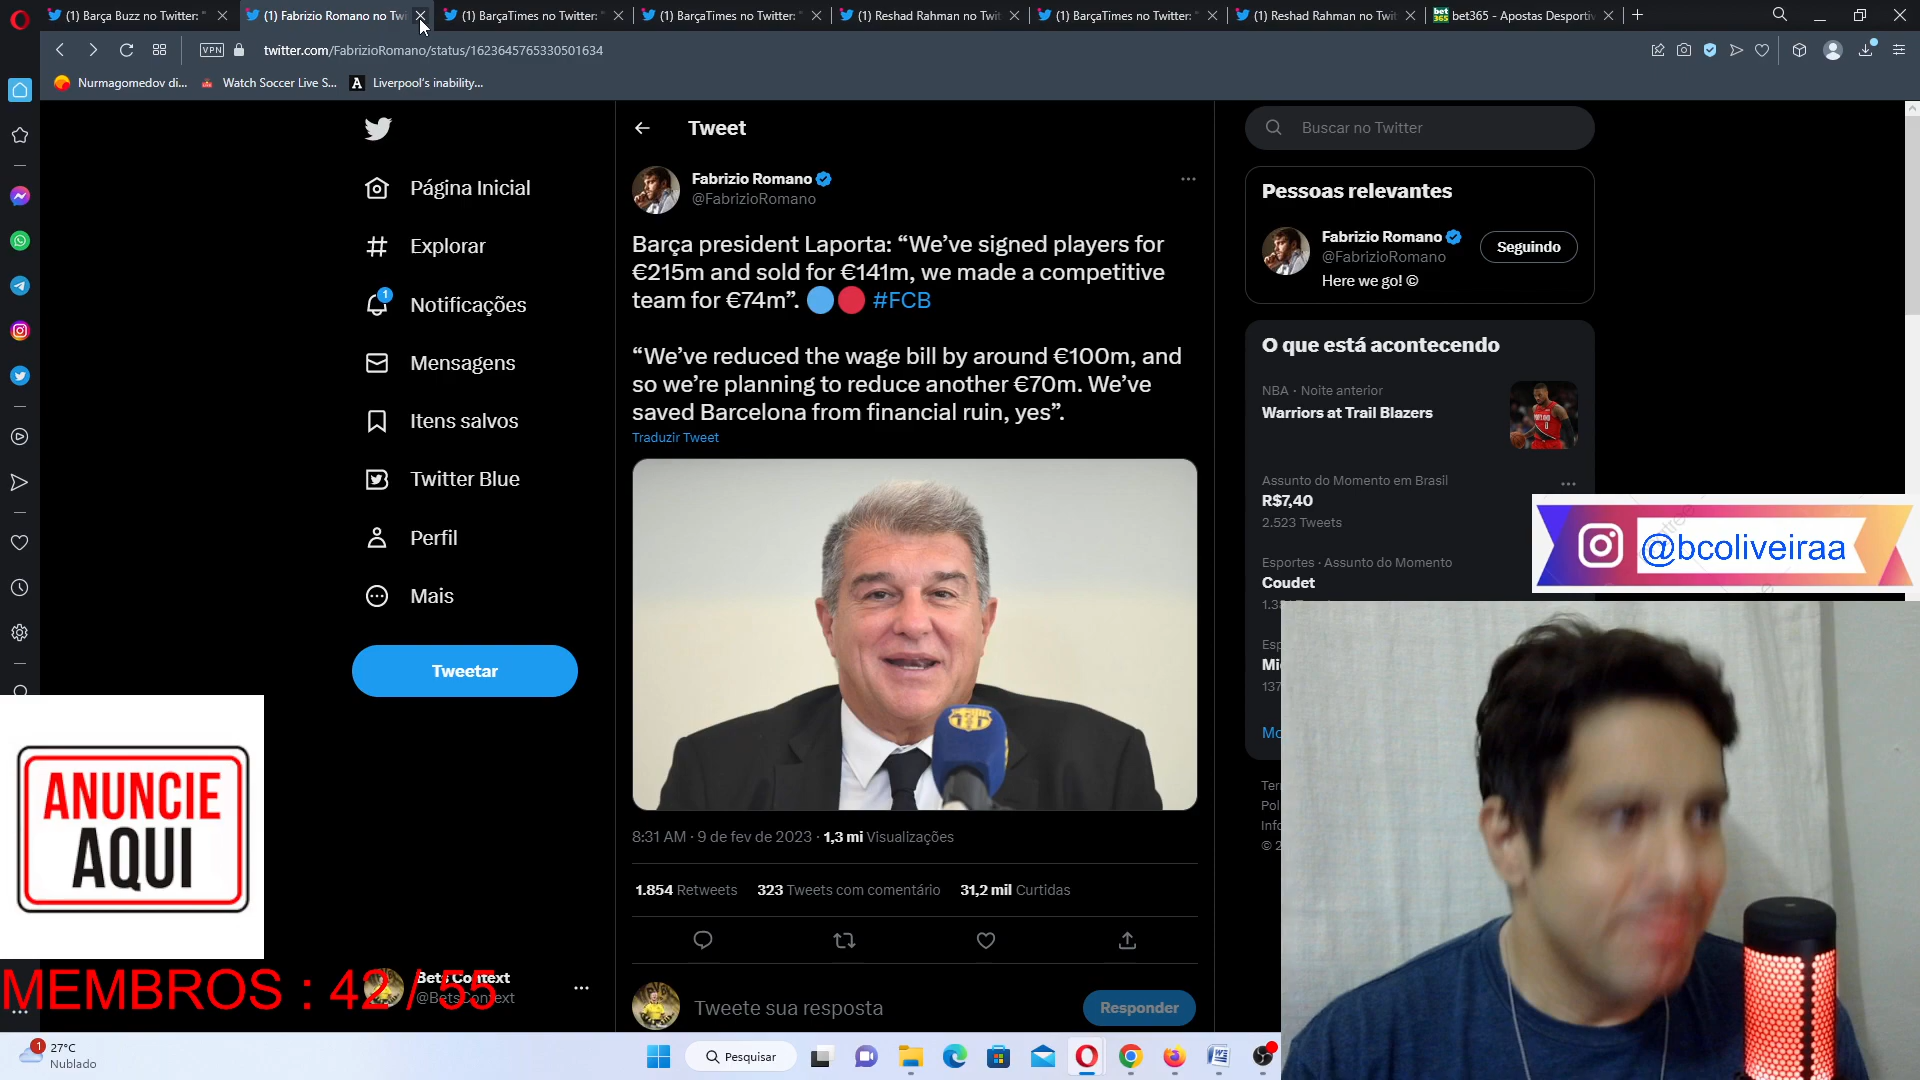 (1) Barça Buzz no Twitter: "
(1) Fabrizio Romano no Twi
(1) BarçaTimes no Twitter: "
(1) BarçaTimes no Twitter: "
(1) Reshad Rahman no Twit
(1) BarçaTimes no Twitter: "
(1) Reshad Rahman no Twit
bet365 - Apostas Desportiv
VPN
twitter.com/FabrizioRomano/status/1623645765330501634
Nurmagomedov di...
Watch Soccer Live S...
Liverpool's inability...
Página Inicial
Explorar
1
Notificações
Mensagens
Itens salvos
Twitter Blue
Perfil
Mais
Tweetar
Tweet
Fabrizio Romano
@FabrizioRomano
Barça president Laporta: “We’ve signed players for
€215m and sold for €141m, we made a competitive
team for €74m”. #FCB
“We’ve reduced the wage bill by around €100m, and
so we’re planning to reduce another €70m. We’ve
saved Barcelona from financial ruin, yes”.
Traduzir Tweet
8:31 AM · 9 de fev de 2023 · 1,3 mi Visualizações
1.854 Retweets 323 Tweets com comentário 31,2 mil Curtidas
Tweete sua resposta
Responder
Buscar no Twitter
Pessoas relevantes
Fabrizio Romano
@FabrizioRomano
Seguindo
Here we go! ©
O que está acontecendo
NBA · Noite anterior
Warriors at Trail Blazers
Assunto do Momento em Brasil
R$7,40
2.523 Tweets
Esportes · Assunto do Momento
Coudet
@bcoliveiraa
ANUNCIE
AQUI
MEMBROS : 42 / 55
Bets Context
@BetsContext
1
27°C
Nublado
Pesquisar